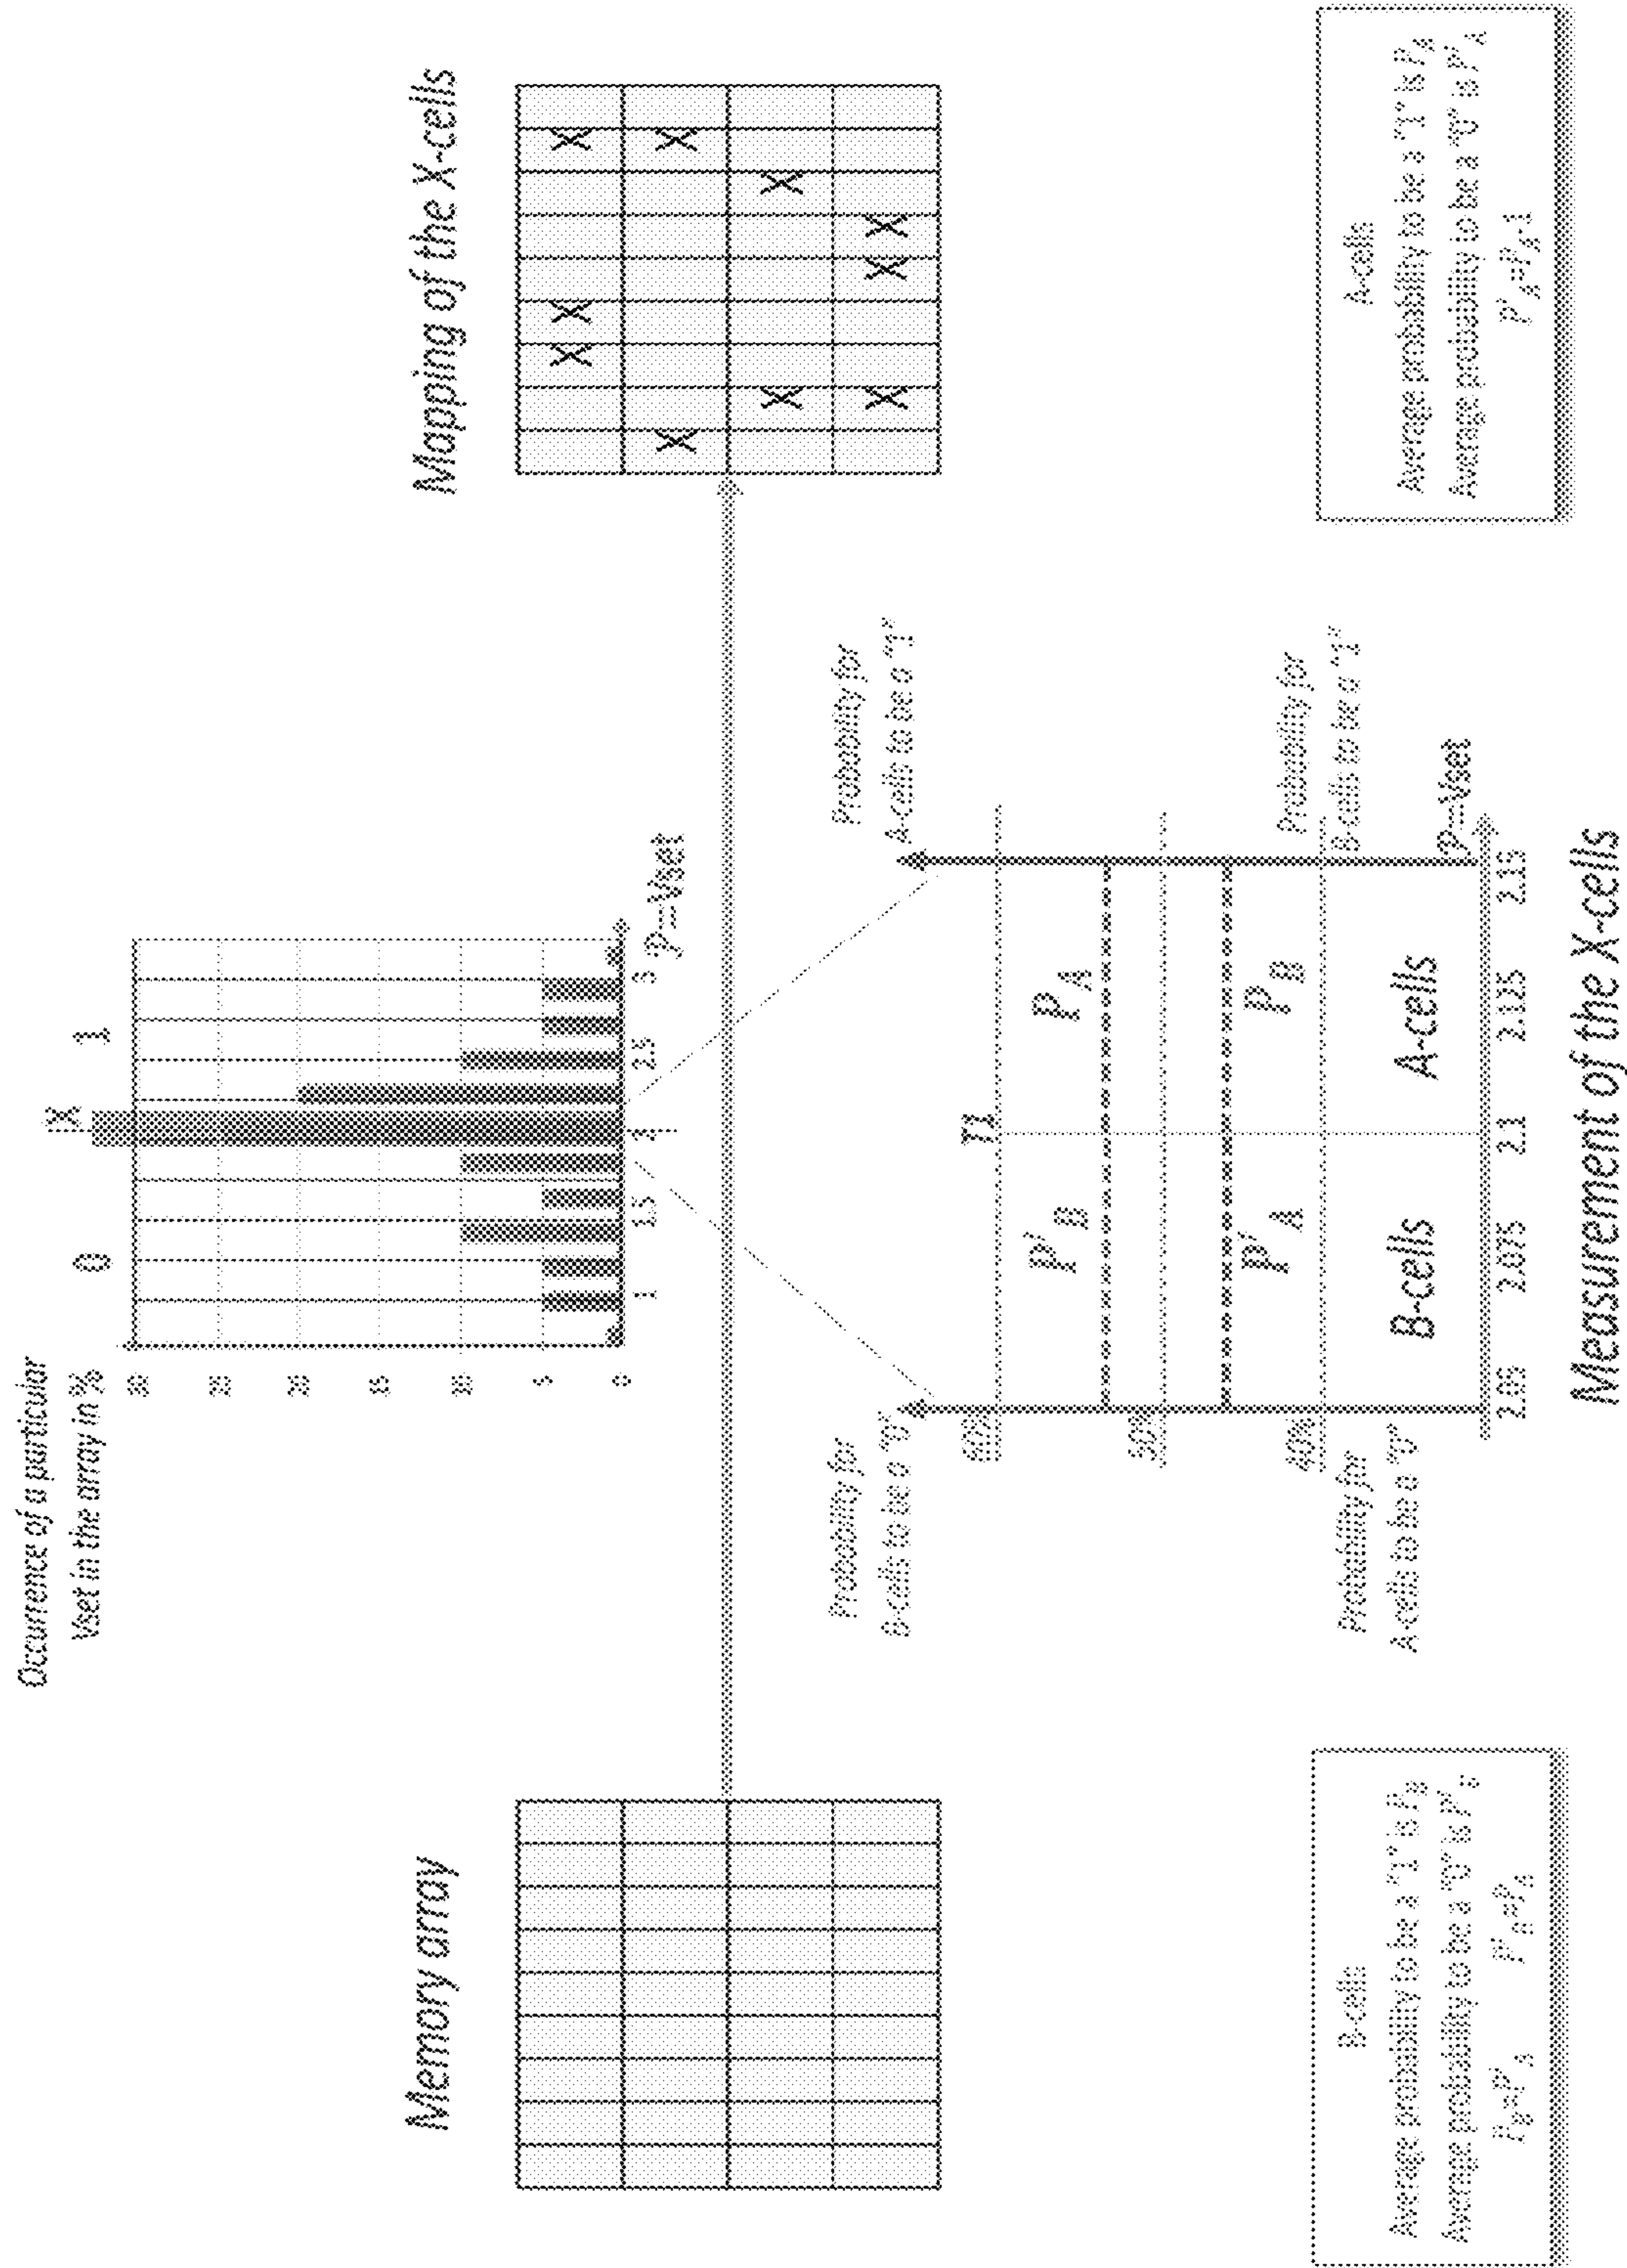 Occurrence of a particular
Vset in the array in %
0
X
1
30
25
20
15
10
5
0
1
1.5
2
2.5
3
P=Vset
Memory array
Mapping of the X-cells
X X X
X X
X X
X X X
Probability for
B-cells to be a "0"
Probability for
A-cells to be a "1"
T1
60%
50%
40%
P'B
PA
P'A
PB
Probability for
A-cells to be a "0"
Probability for
B-cells to be a "1"
B-cells
A-cells
P=Vset
2.05
2.075
2.1
2.125
2.15
Measurement of the X-cells
B-cells
Average probability to be a "1" is PB
Average probability to be a "0" is P'
PB=P'A P'B=PA
A-cells
Average probability to be a "1" is PA
Average probability to be a "0" is P'A
P'A=PA-1